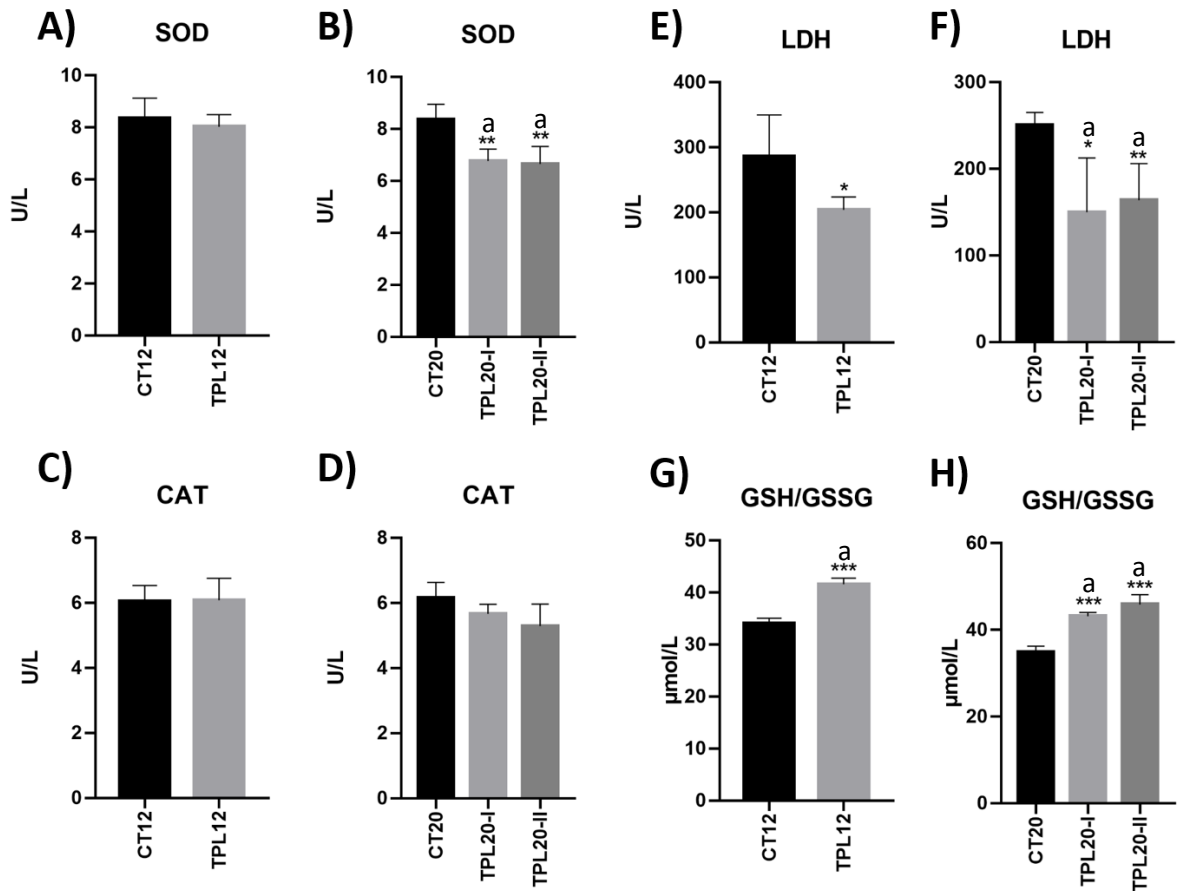 A)
SOD
U/L
10
8
6
4
2
0
CT12
TPL12
B)
SOD
U/L
10
8
6
4
2
0
a
**
a
**
CT20
TPL20-I
TPL20-II
E)
LDH
U/L
400
300
200
100
0
*
CT12
TPL12
F)
LDH
U/L
300
200
100
0
a
*
a
**
CT20
TPL20-I
TPL20-II
C)
CAT
U/L
8
6
4
2
0
CT12
TPL12
D)
CAT
U/L
8
6
4
2
0
CT20
TPL20-I
TPL20-II
G)
GSH/GSSG
μmol/L
50
40
30
20
10
0
a
***
CT12
TPL12
H)
GSH/GSSG
μmol/L
60
40
20
0
a
***
a
***
CT20
TPL20-I
TPL20-II